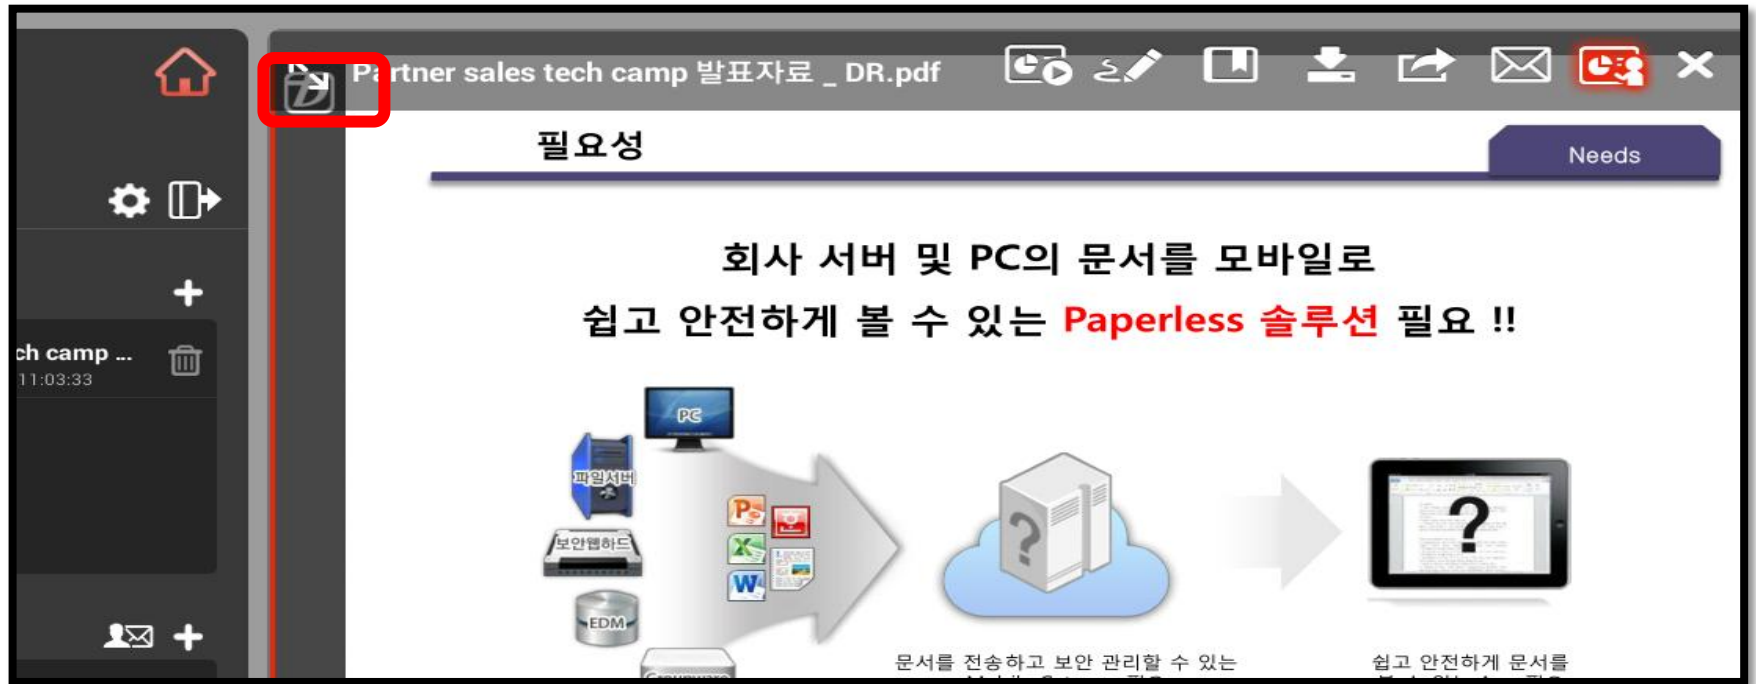 Partner sales tech camp 발표자료 _ DR.pdf
필요성
Needs
회사 서버 및 PC의 문서를 모바일로
쉽고 안전하게 볼 수 있는 Paperless 솔루션 필요 !!
ch camp ...
11:03:33
PC
파일서버
보안웹하드
EDM
문서를 전송하고 보안 관리할 수 있는
쉽고 안전하게 문서를